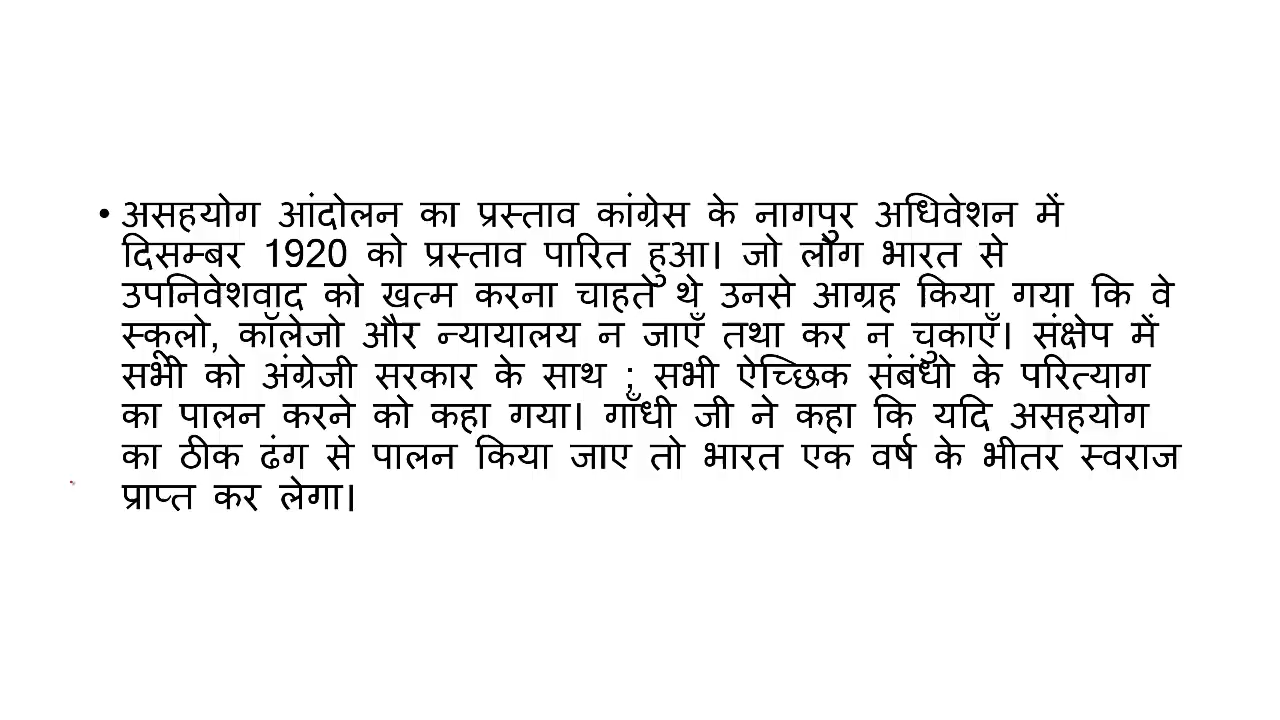 • असहयोग आंदोलन का प्रस्ताव कांग्रेस के नागपुर अधिवेशन में
दिसम्बर 1920 को प्रस्ताव पारित हुआ। जो लोग भारत से
उपनिवेशवाद को खत्म करना चाहते थे उनसे आग्रह किया गया कि वे
स्कूलो, कॉलेजो और न्यायालय न जाएँ तथा कर न चुकाएँ। संक्षेप में
सभी को अंग्रेजी सरकार के साथ ; सभी ऐच्छिक संबंधो के परित्याग
का पालन करने को कहा गया। गाँधी जी ने कहा कि यदि असहयोग
का ठीक ढंग से पालन किया जाए तो भारत एक वर्ष के भीतर स्वराज
प्राप्त कर लेगा।